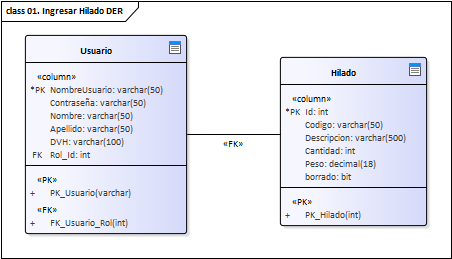 class 01. Ingresar Hilado DER
Usuario
«column»
*PK NombreUsuario: varchar(50)
Contraseña: varchar(50)
Nombre: varchar(50)
Apellido: varchar(50)
DVH: varchar(100)
FK Rol_Id: int
«PK»
+ PK_Usuario(varchar)
«FK»
+ FK_Usuario_Rol(int)
«FK»
Hilado
«column»
*PK Id: int
Codigo: varchar(50)
Descripcion: varchar(500)
Cantidad: int
Peso: decimal(18)
borrado: bit
«PK»
+ PK_Hilado(int)